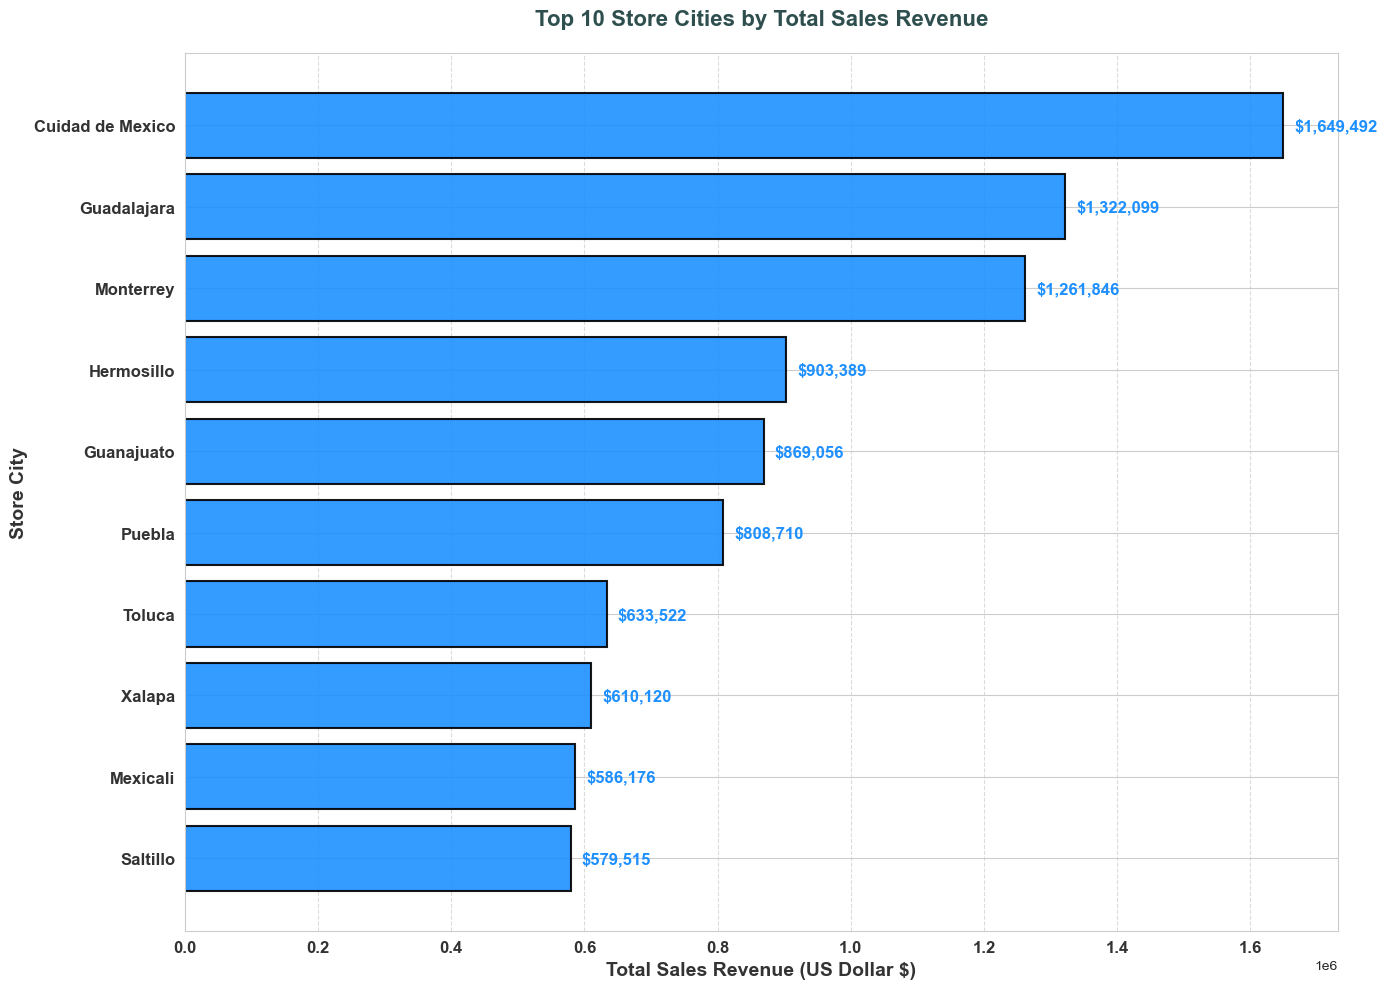 Top 10 Store Cities by Total Sales Revenue
Cuidad de Mexico
$1,649,492
Guadalajara
$1,322,099
Monterrey
$1,261,846
Hermosillo
$903,389
Guanajuato
$869,056
Store City
Puebla
$808,710
Toluca
$633,522
Xalapa
$610,120
Mexicali
$586,176
Saltillo
$579,515
0.0 0.2 0.4 0.6 0.8 1.0 1.2 1.4 1.6
Total Sales Revenue (US Dollar $)
1e6